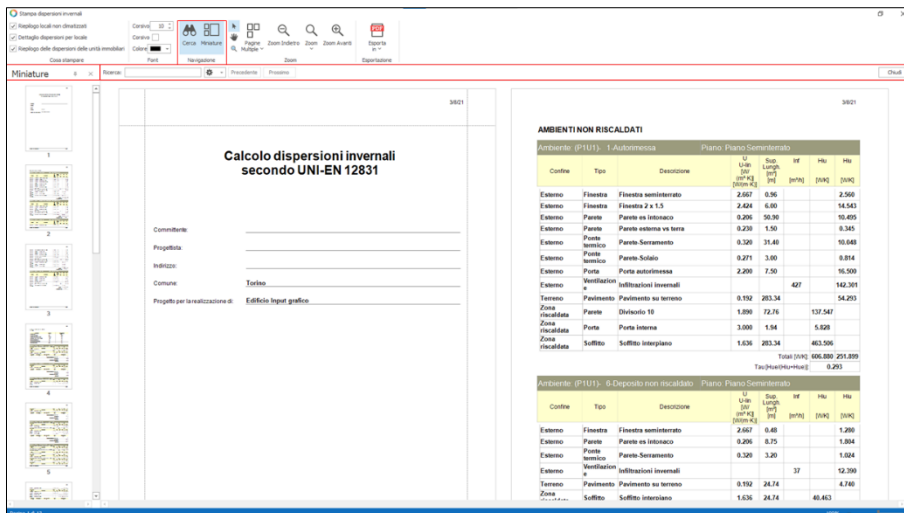 Stampa dispersioni invernali
Riepilogo locali non climatizzati
Dettaglio dispersioni per locale
Riepilogo delle dispersioni delle unità immobiliari
Cosa stampare
Cornice 10
Cornice
Colore
Font
Cerca Miniature
Navigazione
Pagine Multiple
Zoom Indietro Zoom Zoom Avanti
Zoom
Esporta in
Esportazione
Miniature
Ricerca: Precedente Prossimo
Chiudi
1
2
3
4
5
3/8/21
Calcolo dispersioni invernali
secondo UNI-EN 12831
Committente:
Progettista:
Indirizzo:
Comune: Torino
Progetto per la realizzazione di: Edificio Input grafico
3/8/21
AMBIENTI NON RISCALDATI
Ambiente: (P1U1)- 1-Autorimessa Piano: Piano Seminterrato
Confine Tipo Descrizione U U-lin [W/(m² K)] [W/(m K)] Sup. Lungh. [m²] [m] Inf [m³/h] Hiu [W/K] Hiu [W/K]
Esterno Finestra Finestra seminterrato 2.667 0.96 2.560
Esterno Finestra Finestra 2 x 1.5 2.424 6.00 14.543
Esterno Parete Parete es intonaco 0.206 50.90 10.495
Esterno Parete Parete esterna vs terra 0.230 1.50 0.345
Esterno Ponte termico Parete-Serramento 0.320 31.40 10.048
Esterno Ponte termico Parete-Solaio 0.271 3.00 0.814
Esterno Porta Porta autorimessa 2.200 7.50 16.500
Esterno Ventilazione Infiltrazioni invernali 427 142.301
Terreno Pavimento Pavimento su terreno 0.192 283.34 54.293
Zona riscaldata Parete Divisorio 10 1.890 72.76 137.547
Zona riscaldata Porta Porta interna 3.000 1.94 5.828
Zona riscaldata Soffitto Soffitto interpiano 1.636 283.34 463.506
Totali [W/K]: 606.880 251.899
Tau[Hue/(Hiu+Hue)]: 0.293
Ambiente: (P1U1)- 6-Deposito non riscaldato Piano: Piano Seminterrato
Confine Tipo Descrizione U U-lin [W/(m² K)] [W/(m K)] Sup. Lungh. [m²] [m] Inf [m³/h] Hiu [W/K] Hiu [W/K]
Esterno Finestra Finestra seminterrato 2.667 0.48 1.280
Esterno Parete Parete es intonaco 0.206 8.75 1.804
Esterno Ponte termico Parete-Serramento 0.320 3.20 1.024
Esterno Ventilazione Infiltrazioni invernali 37 12.390
Terreno Pavimento Pavimento su terreno 0.192 24.74 4.740
Zona Soffitto Soffitto interpiano 1.636 24.74 40.463